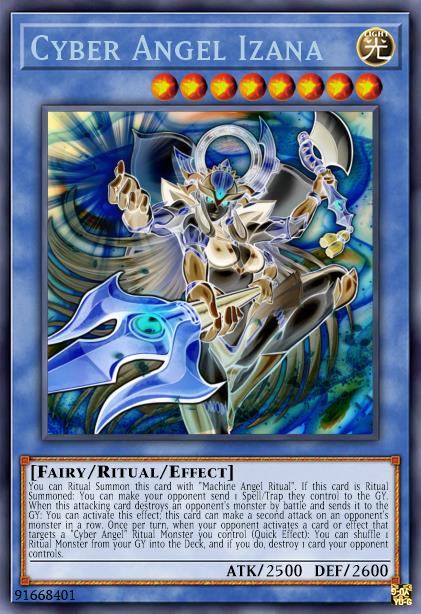 CYBER ANGEL IZANA
LIGHT
光
[FAIRY/RITUAL/EFFECT]
You can Ritual Summon this card with "Machine Angel Ritual". If this card is Ritual
Summoned: You can make your opponent send 1 Spell/Trap they control to the GY.
When this attacking card destroys an opponent's monster by battle and sends it to the
GY: You can activate this effect; this card can make a second attack on an opponent's
monster in a row. Once per turn, when your opponent activates a card or effect that
targets a "Cyber Angel" Ritual Monster you control (Quick Effect): You can shuffle 1
Ritual Monster from your GY into the Deck, and if you do, destroy 1 card your opponent
controls.
ATK/2500 DEF/2600
91668401